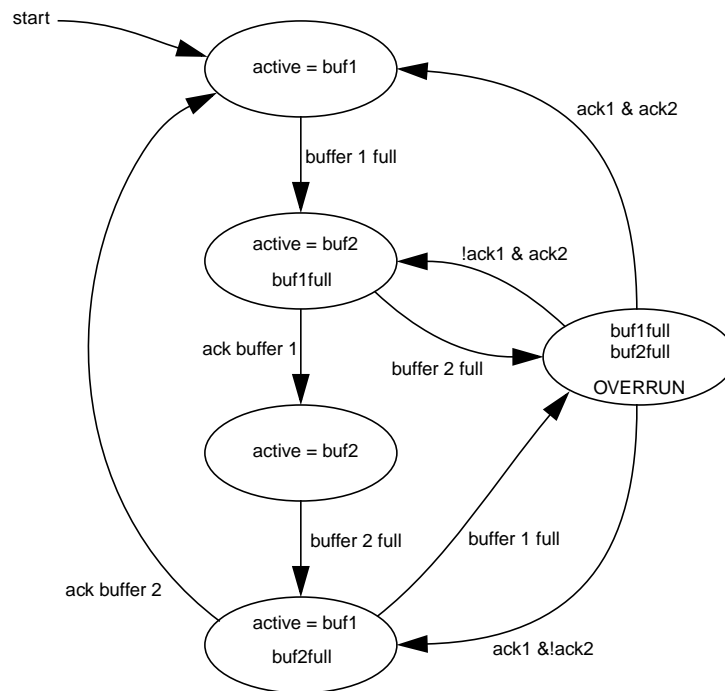 start
active = buf1
ack1 & ack2
buffer 1 full
active = buf2
buf1full
!ack1 & ack2
buf1full
buf2full
OVERRUN
ack buffer 1
buffer 2 full
active = buf2
buffer 2 full
buffer 1 full
ack buffer 2
active = buf1
buf2full
ack1 &!ack2